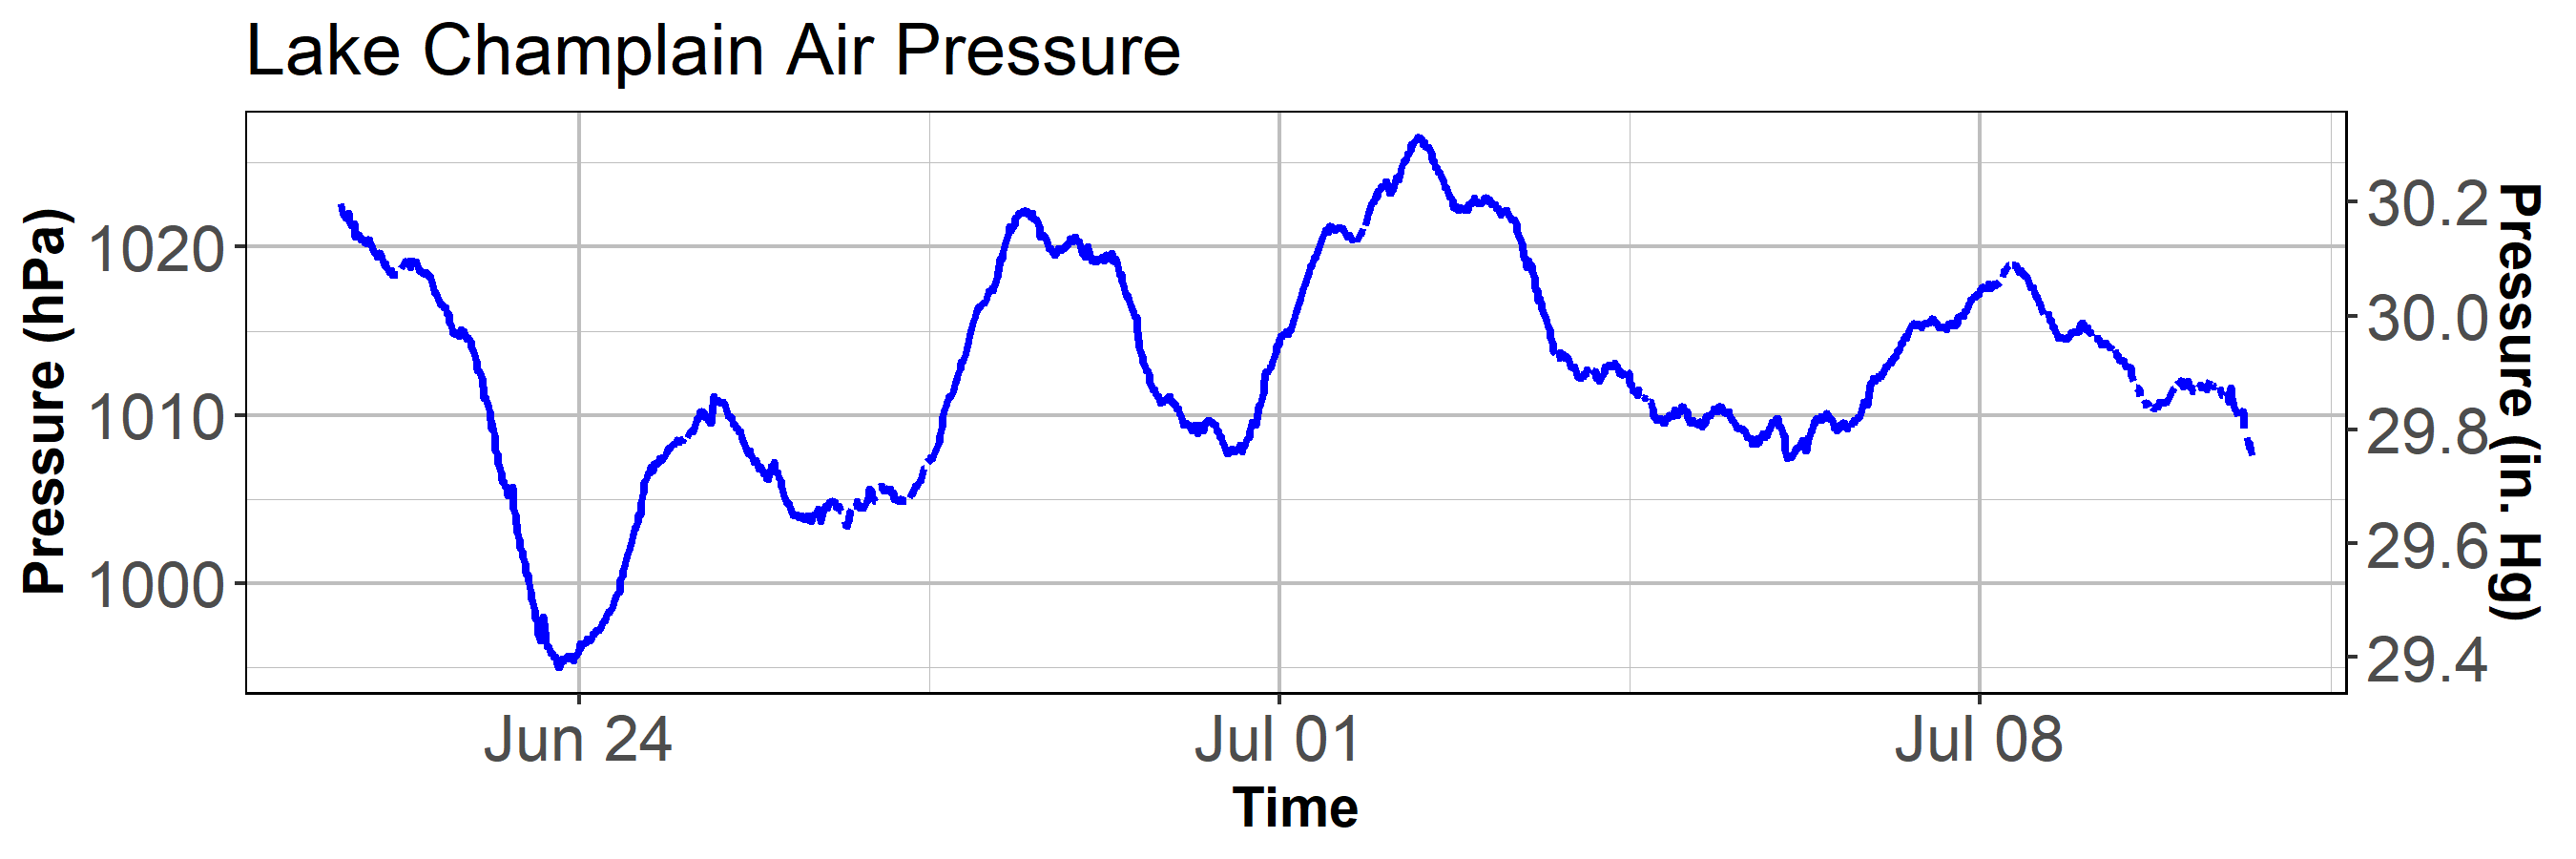 Lake Champlain Air Pressure
Pressure (hPa)
1020
1010
1000
30.2
30.0
29.8
29.6
29.4
Pressure (in. Hg)
Jun 24
Jul 01
Jul 08
Time